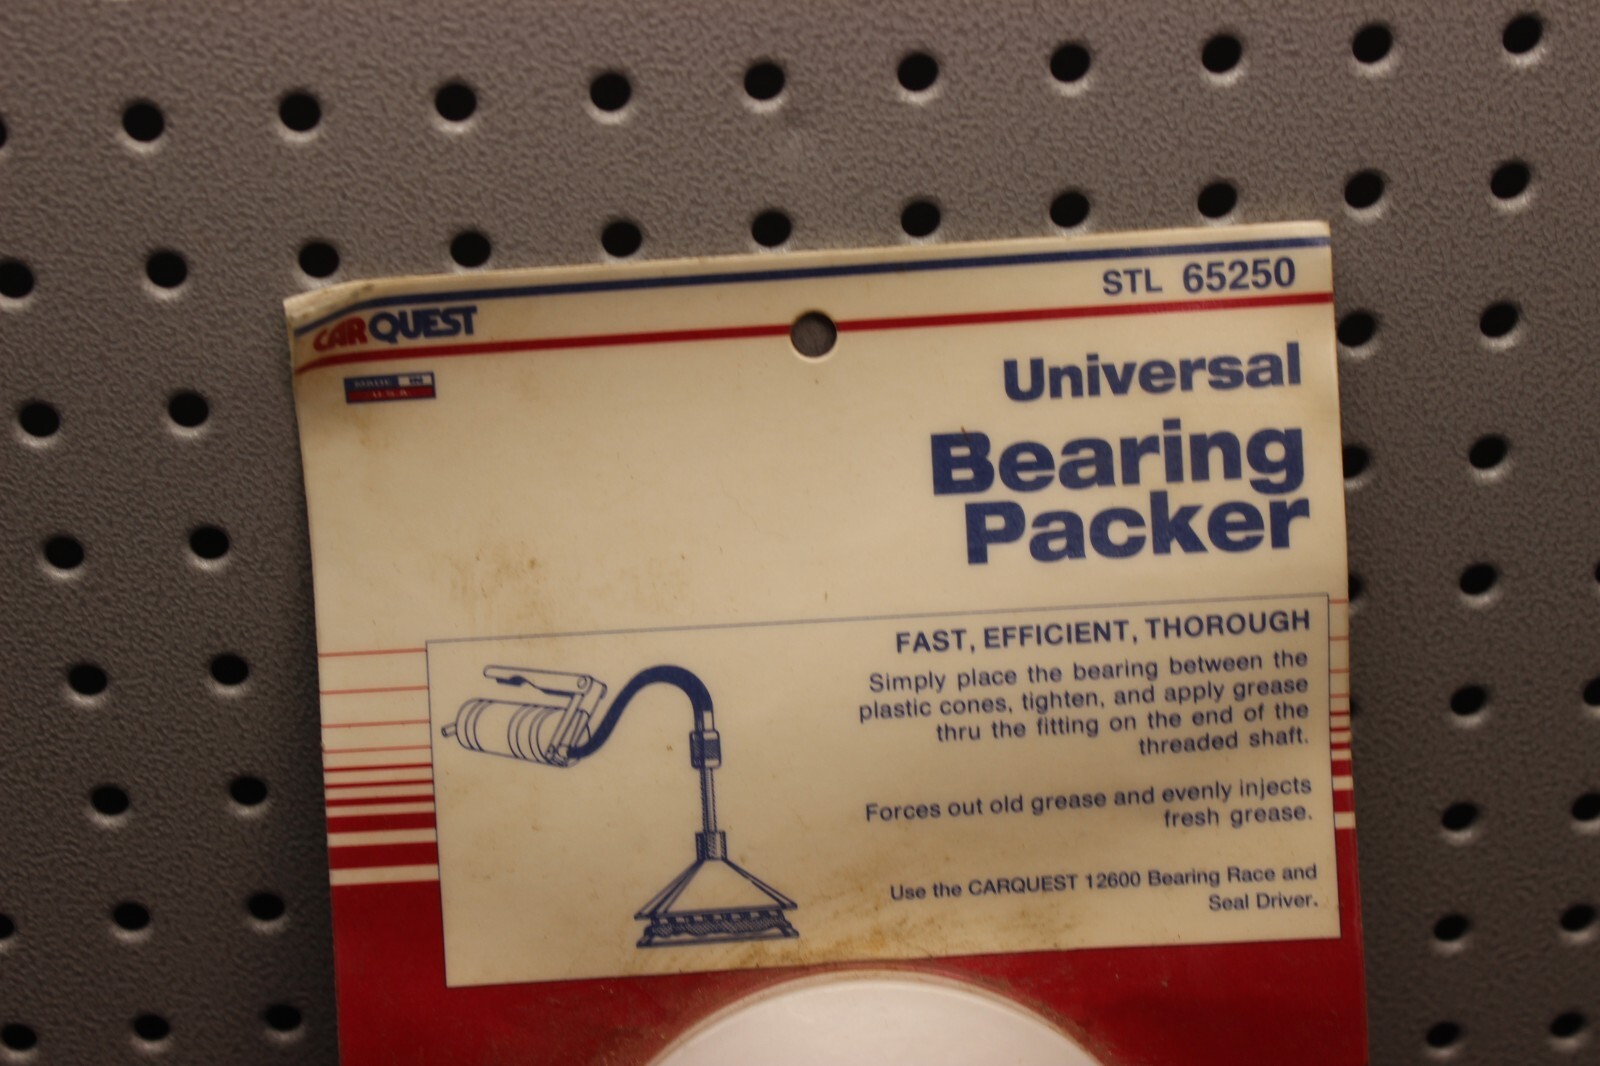 STL 65250
CARQUEST
MADE IN
U.S.A.
Universal
Bearing
Packer
FAST, EFFICIENT, THOROUGH
Simply place the bearing between the
plastic cones, tighten, and apply grease
thru the fitting on the end of the
threaded shaft.
Forces out old grease and evenly injects
fresh grease.
Use the CARQUEST 12600 Bearing Race and
Seal Driver.